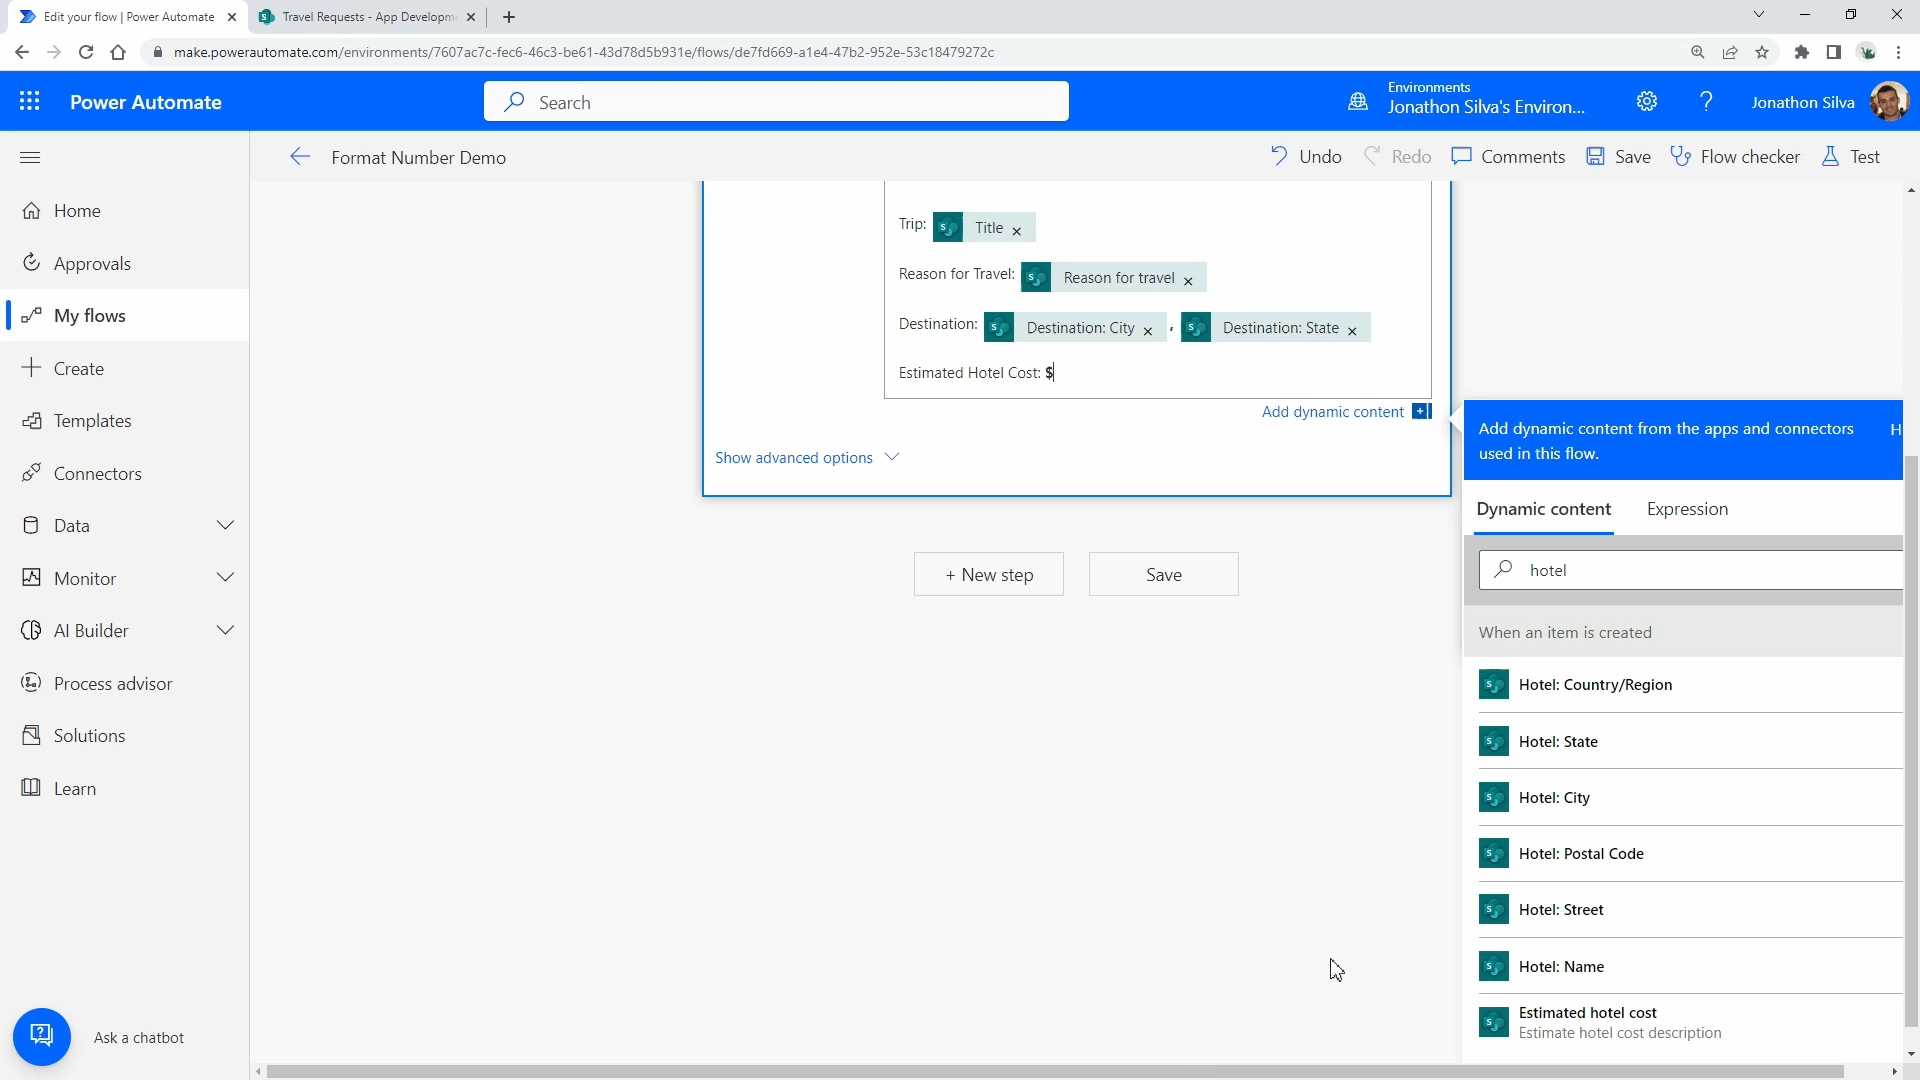 Edit your flow | Power Automate
Travel Requests - App Developm
make.powerautomate.com/environments/7607ac7c-fec6-46c3-be61-43d78d5b931e/flows/de7fd669-a1e4-47b2-952e-53c18479272c
Power Automate
Search
Environments
Jonathon Silva's Environ...
Jonathon Silva
Format Number Demo
Undo
Redo
Comments
Save
Flow checker
Test
Home
Approvals
My flows
Create
Templates
Connectors
Data
Monitor
AI Builder
Process advisor
Solutions
Learn
Ask a chatbot
Trip: Title ×
Reason for Travel: Reason for travel ×
Destination: Destination: City × , Destination: State ×
Estimated Hotel Cost: $
Add dynamic content
Show advanced options
+ New step
Save
Add dynamic content from the apps and connectors H
used in this flow.
Dynamic content
Expression
hotel
When an item is created
Hotel: Country/Region
Hotel: State
Hotel: City
Hotel: Postal Code
Hotel: Street
Hotel: Name
Estimated hotel cost
Estimate hotel cost description